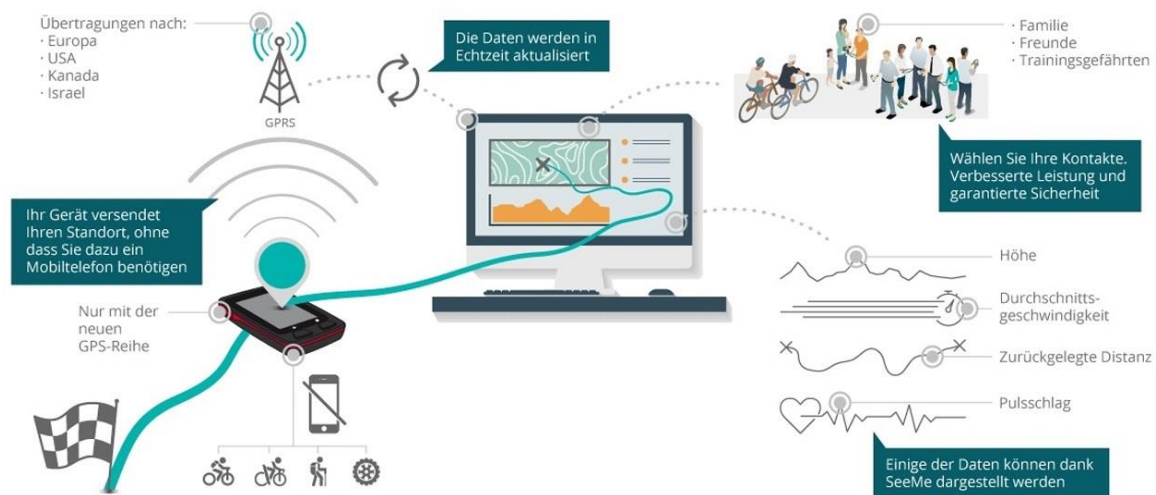 Übertragungen nach:
· Europa
· USA
· Kanada
· Israel
GPRS
Die Daten werden in
Echtzeit aktualisiert
· Familie
· Freunde
· Trainingsgefährten
Wählen Sie Ihre Kontakte.
Verbesserte Leistung und
garantierte Sicherheit
Ihr Gerät versendet
Ihren Standort, ohne
dass Sie dazu ein
Mobiltelefon benötigen
Nur mit der
neuen
GPS-Reihe
Höhe
Durchschnitts-
geschwindigkeit
Zurückgelegte Distanz
Pulsschlag
Einige der Daten können dank
SeeMe dargestellt werden